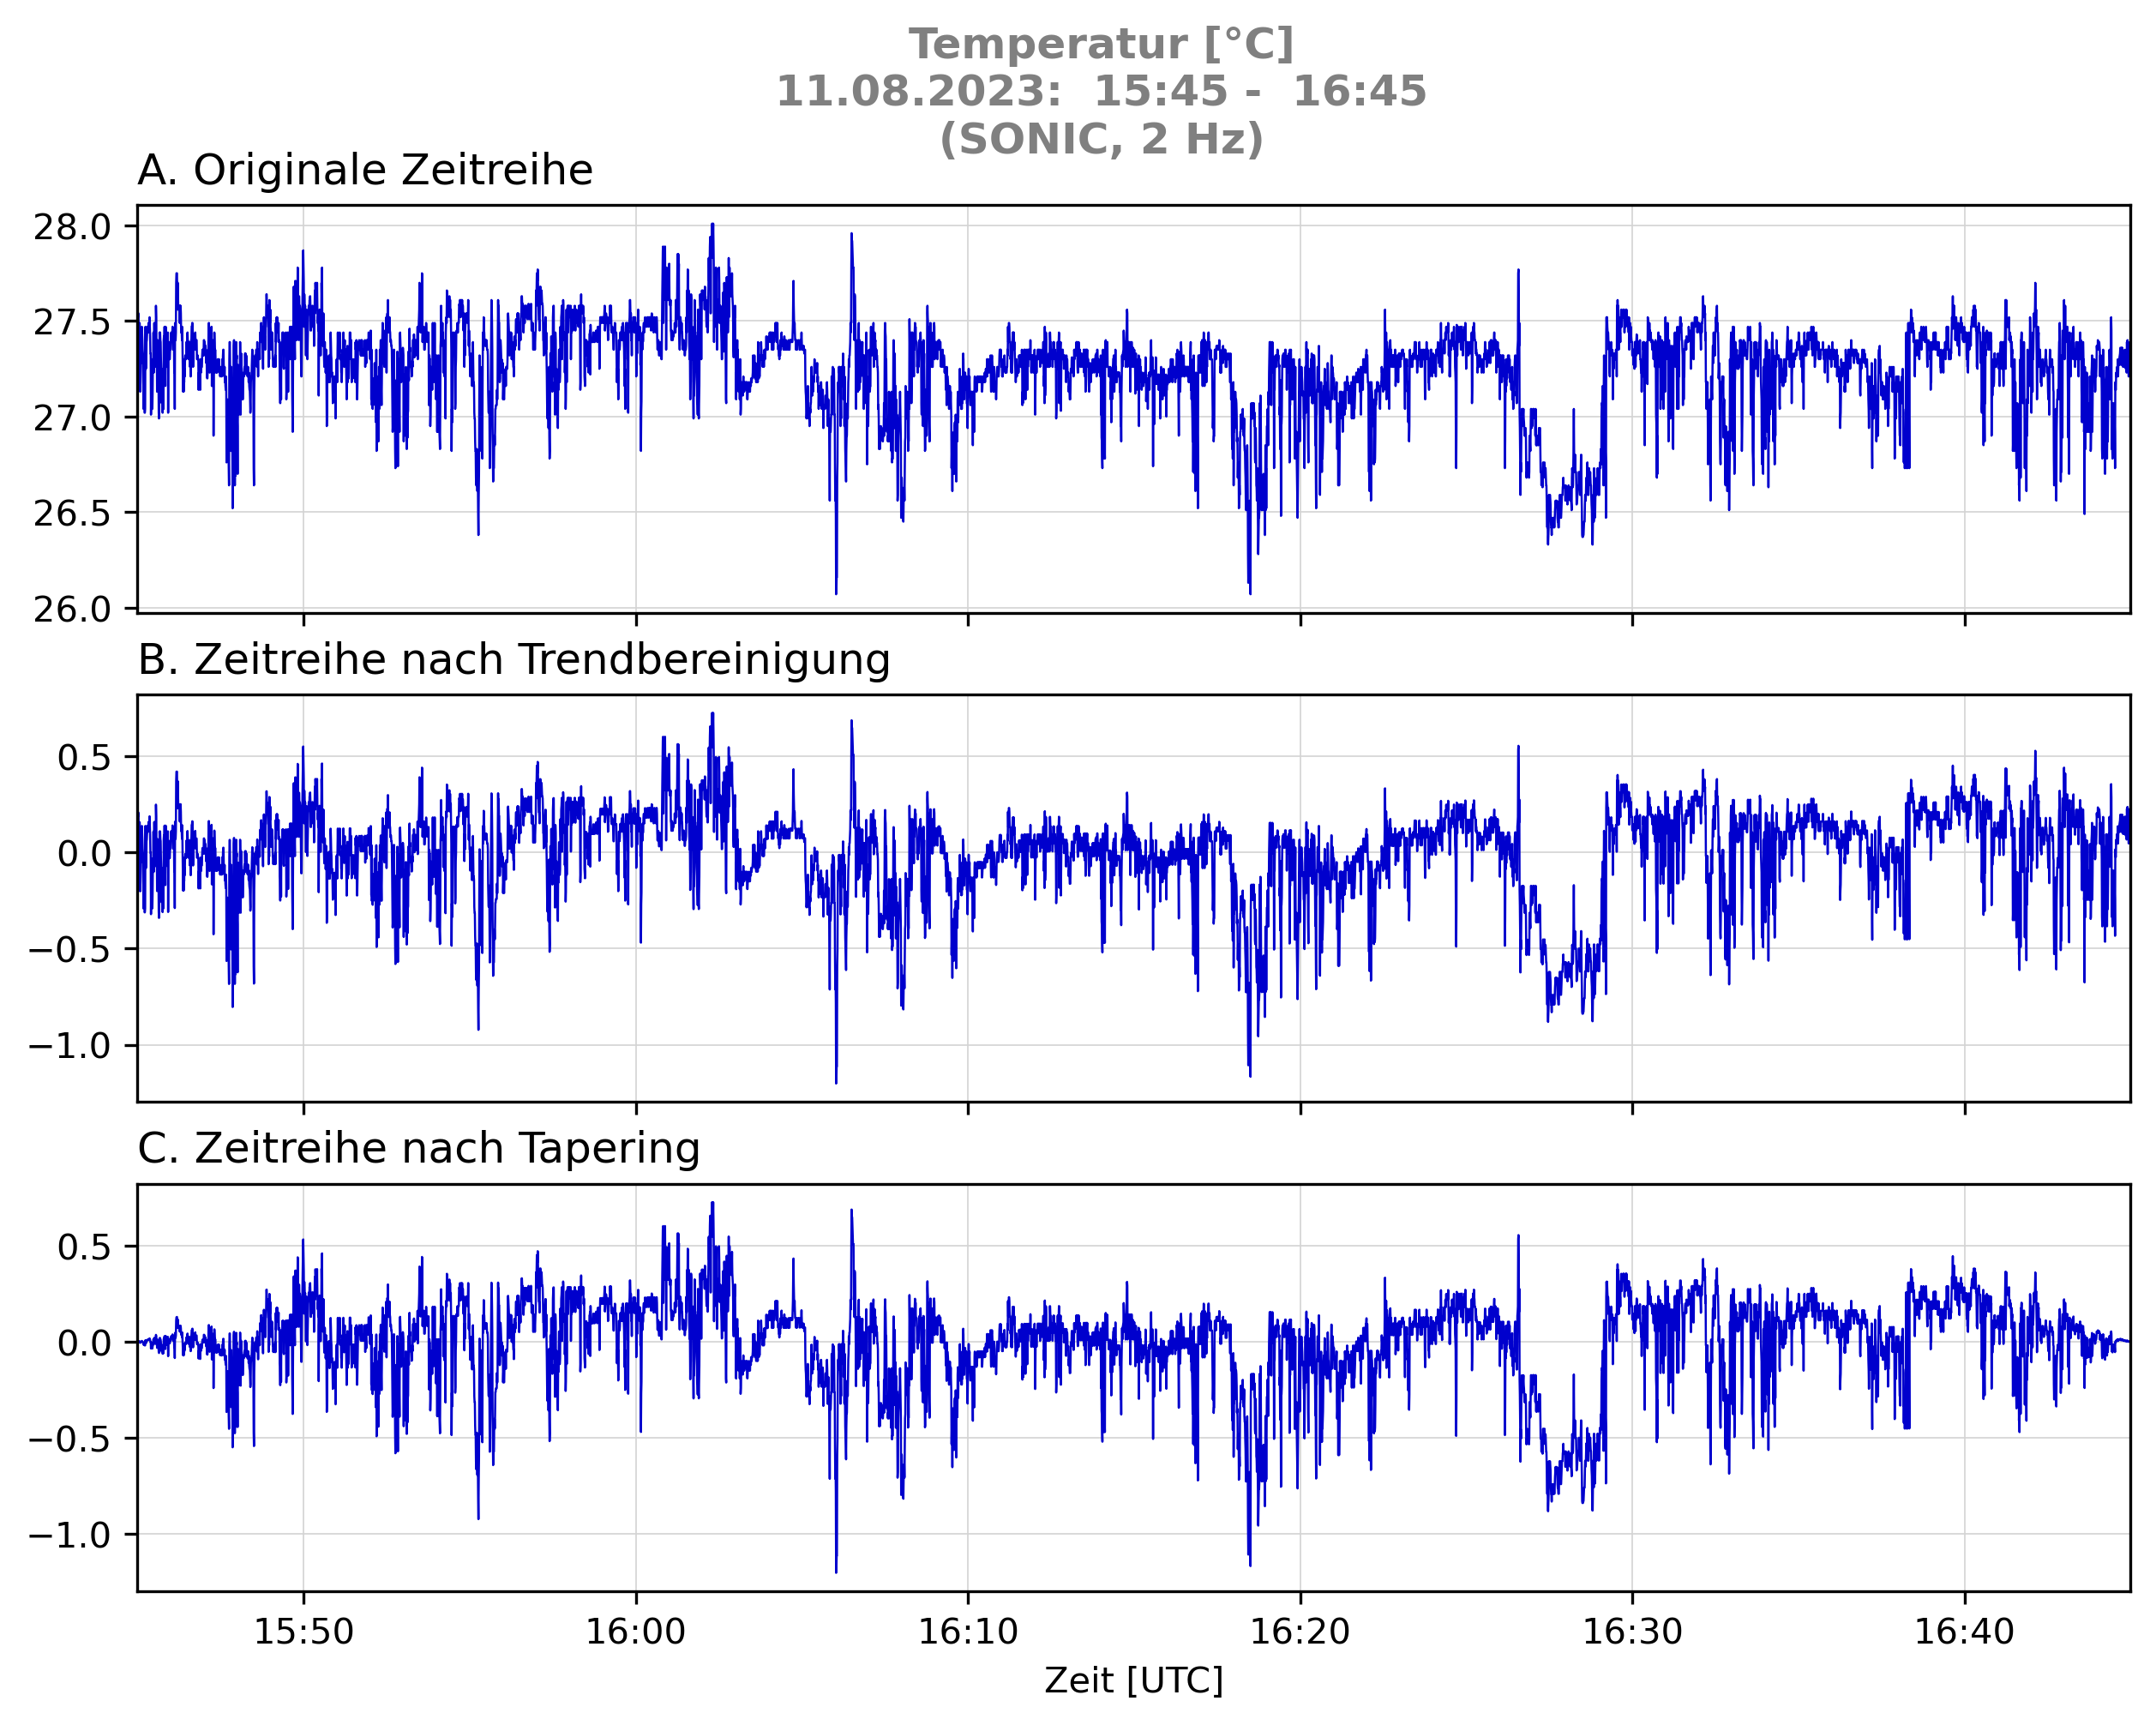 Temperatur [°C]
11.08.2023:  15:45 -  16:45
(SONIC, 2 Hz)
A. Originale Zeitreihe
28.0
27.5
27.0
26.5
26.0
B. Zeitreihe nach Trendbereinigung
0.5
0.0
−0.5
−1.0
C. Zeitreihe nach Tapering
0.5
0.0
−0.5
−1.0
15:50 16:00 16:10 16:20 16:30 16:40
Zeit [UTC]